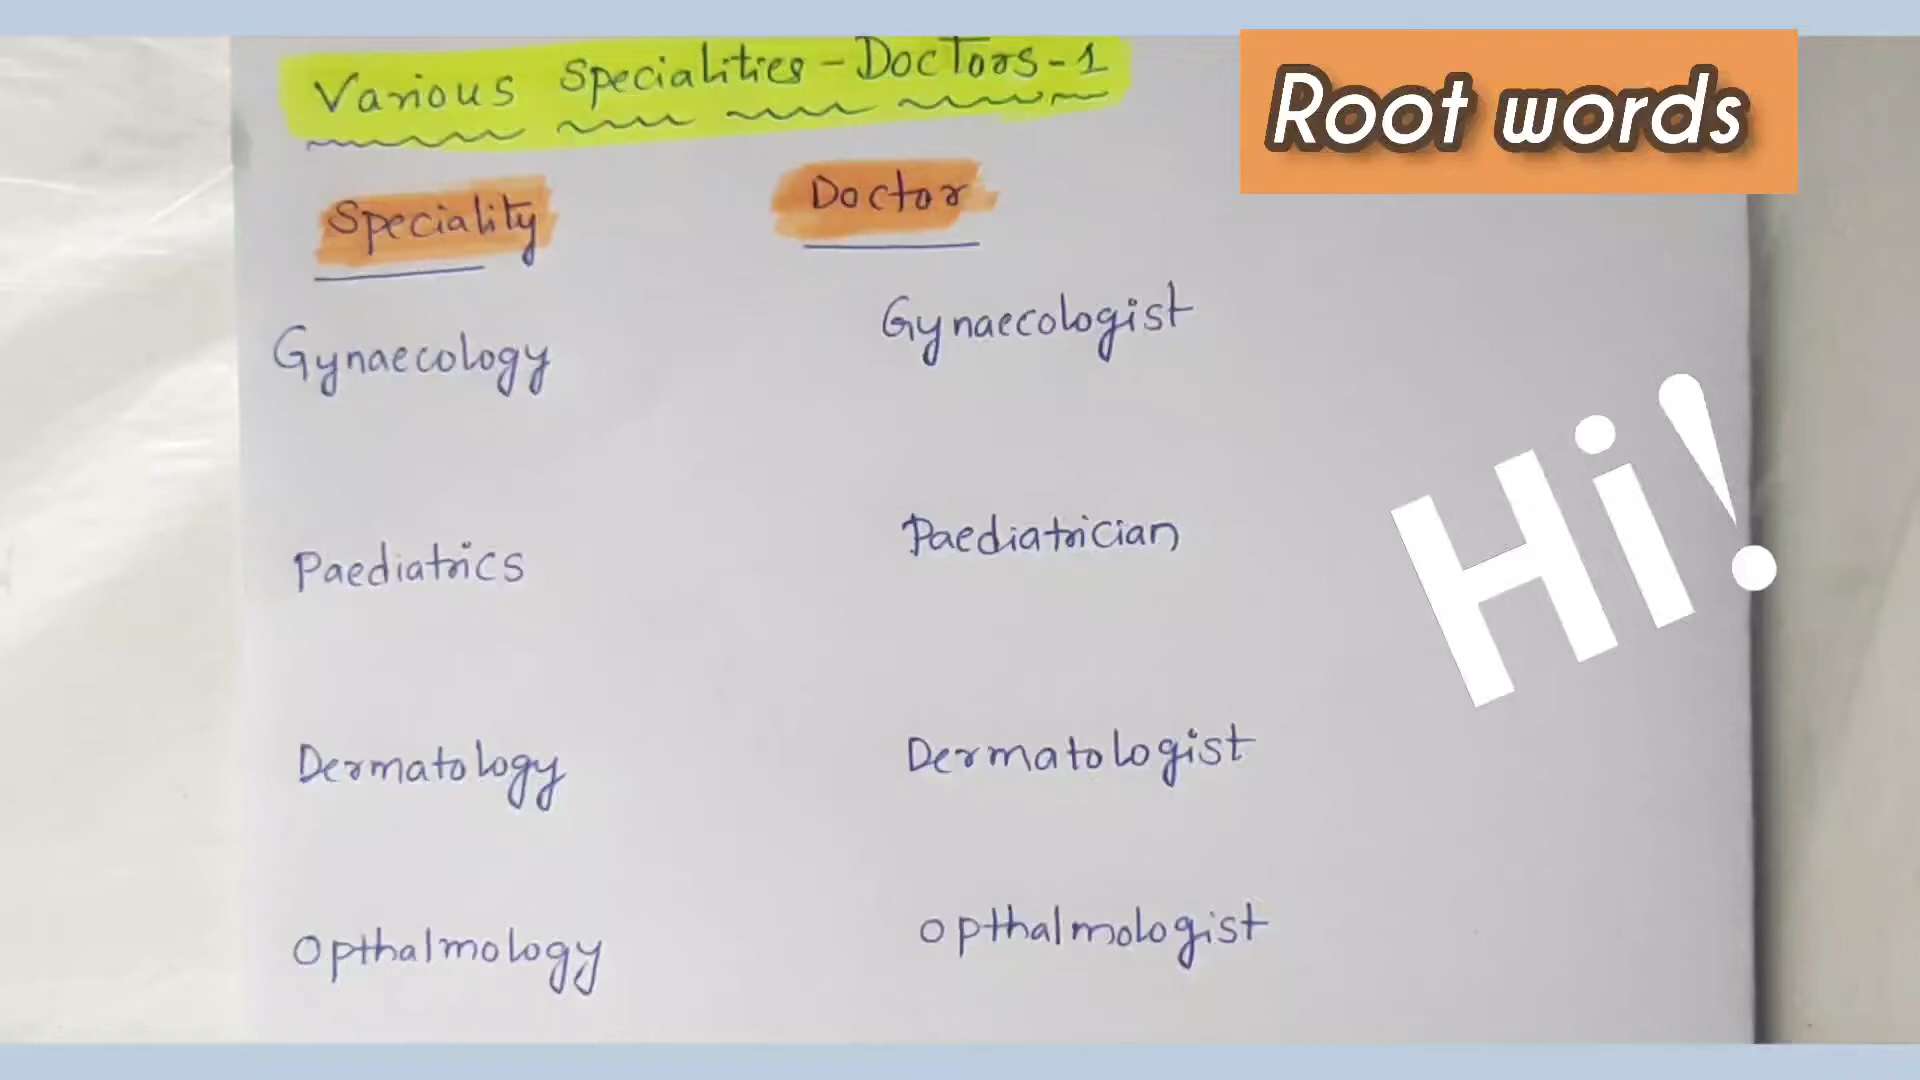 Various Specialities - Doctors - 1
Root words
Speciality Doctor
Gynaecology Gynaecologist
Hi!
Paediatrics Paediatrician
Dermatology Dermatologist
Opthalmology Opthalmologist